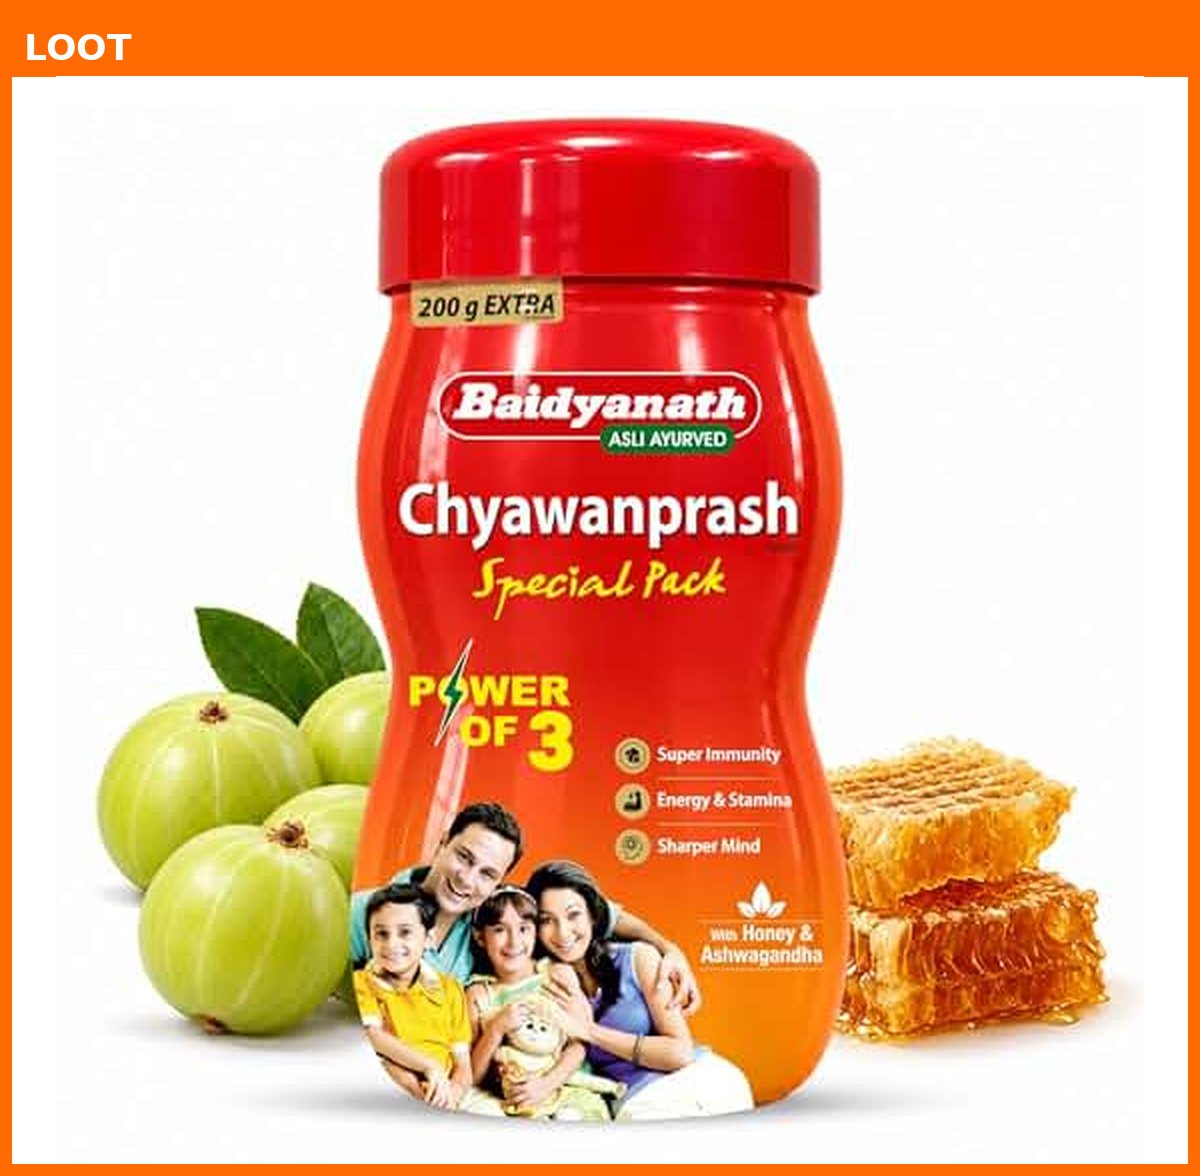 LOOT
200 g EXTRA
Baidyanath
ASLI AYURVED
Chyawanprash
Special Pack
POWER
OF 3
Super Immunity
Energy & Stamina
Sharper Mind
With Honey &
Ashwagandha